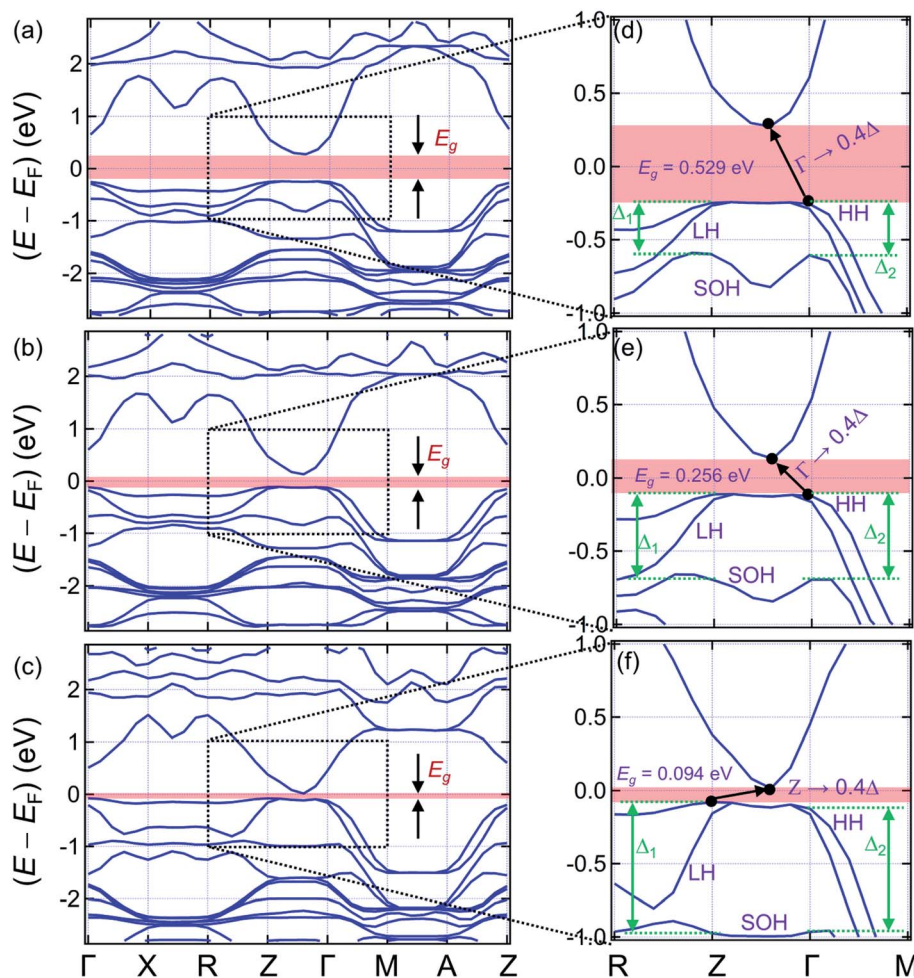 (a)
(E − E_F) (eV)
2
1
0
-1
-2
E_g
(d)
1.0
0.5
0.0
-0.5
-1.0
E_g = 0.529 eV
Γ → 0.4Δ
Δ₁
HH
LH
Δ₂
SOH
(b)
(E − E_F) (eV)
2
1
0
-1
-2
E_g
(e)
1.0
0.5
0.0
-0.5
-1.0
E_g = 0.256 eV
Γ → 0.4Δ
HH
LH
Δ₁
Δ₂
SOH
(c)
(E − E_F) (eV)
2
1
0
-1
-2
E_g
(f)
1.0
0.5
0.0
-0.5
-1.0
E_g = 0.094 eV
Z → 0.4Δ
HH
Δ₁
Δ₂
LH
SOH
Γ X R Z Γ M A Z
R Z Γ M